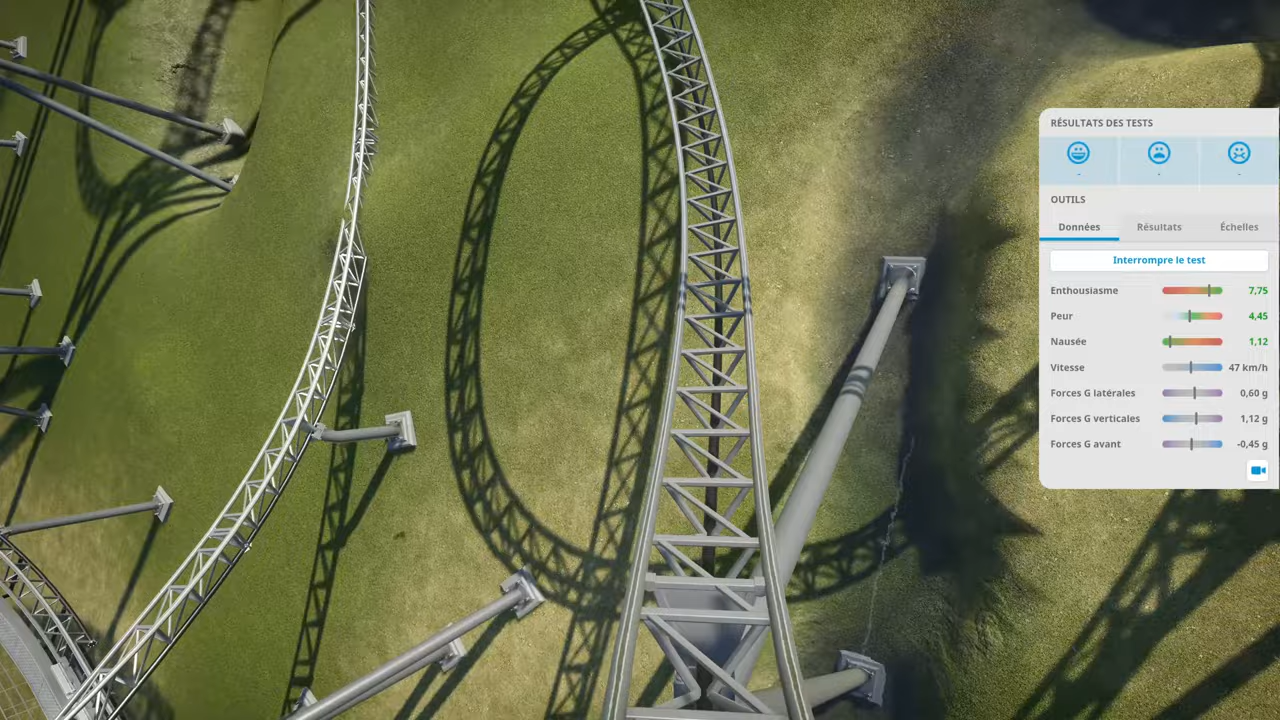 RÉSULTATS DES TESTS
- - -
OUTILS
Données Résultats Échelles
Interrompre le test
Enthousiasme 7,75
Peur 4,45
Nausée 1,12
Vitesse 47 km/h
Forces G latérales 0,60 g
Forces G verticales 1,12 g
Forces G avant -0,45 g